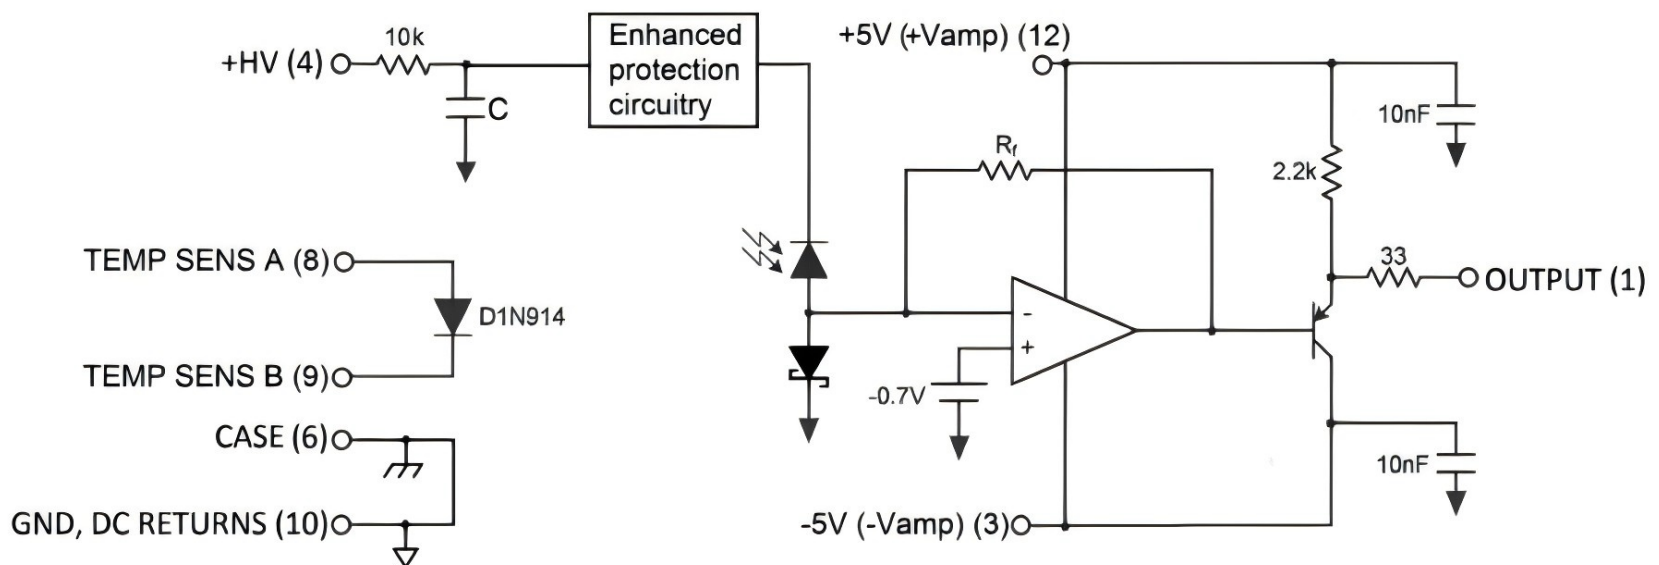 +HV (4)
10k
C
Enhanced
protection
circuitry
+5V (+Vamp) (12)
10nF
Rf
2.2k
33
OUTPUT (1)
TEMP SENS A (8)
D1N914
TEMP SENS B (9)
-
+
-0.7V
CASE (6)
10nF
GND, DC RETURNS (10)
-5V (-Vamp) (3)